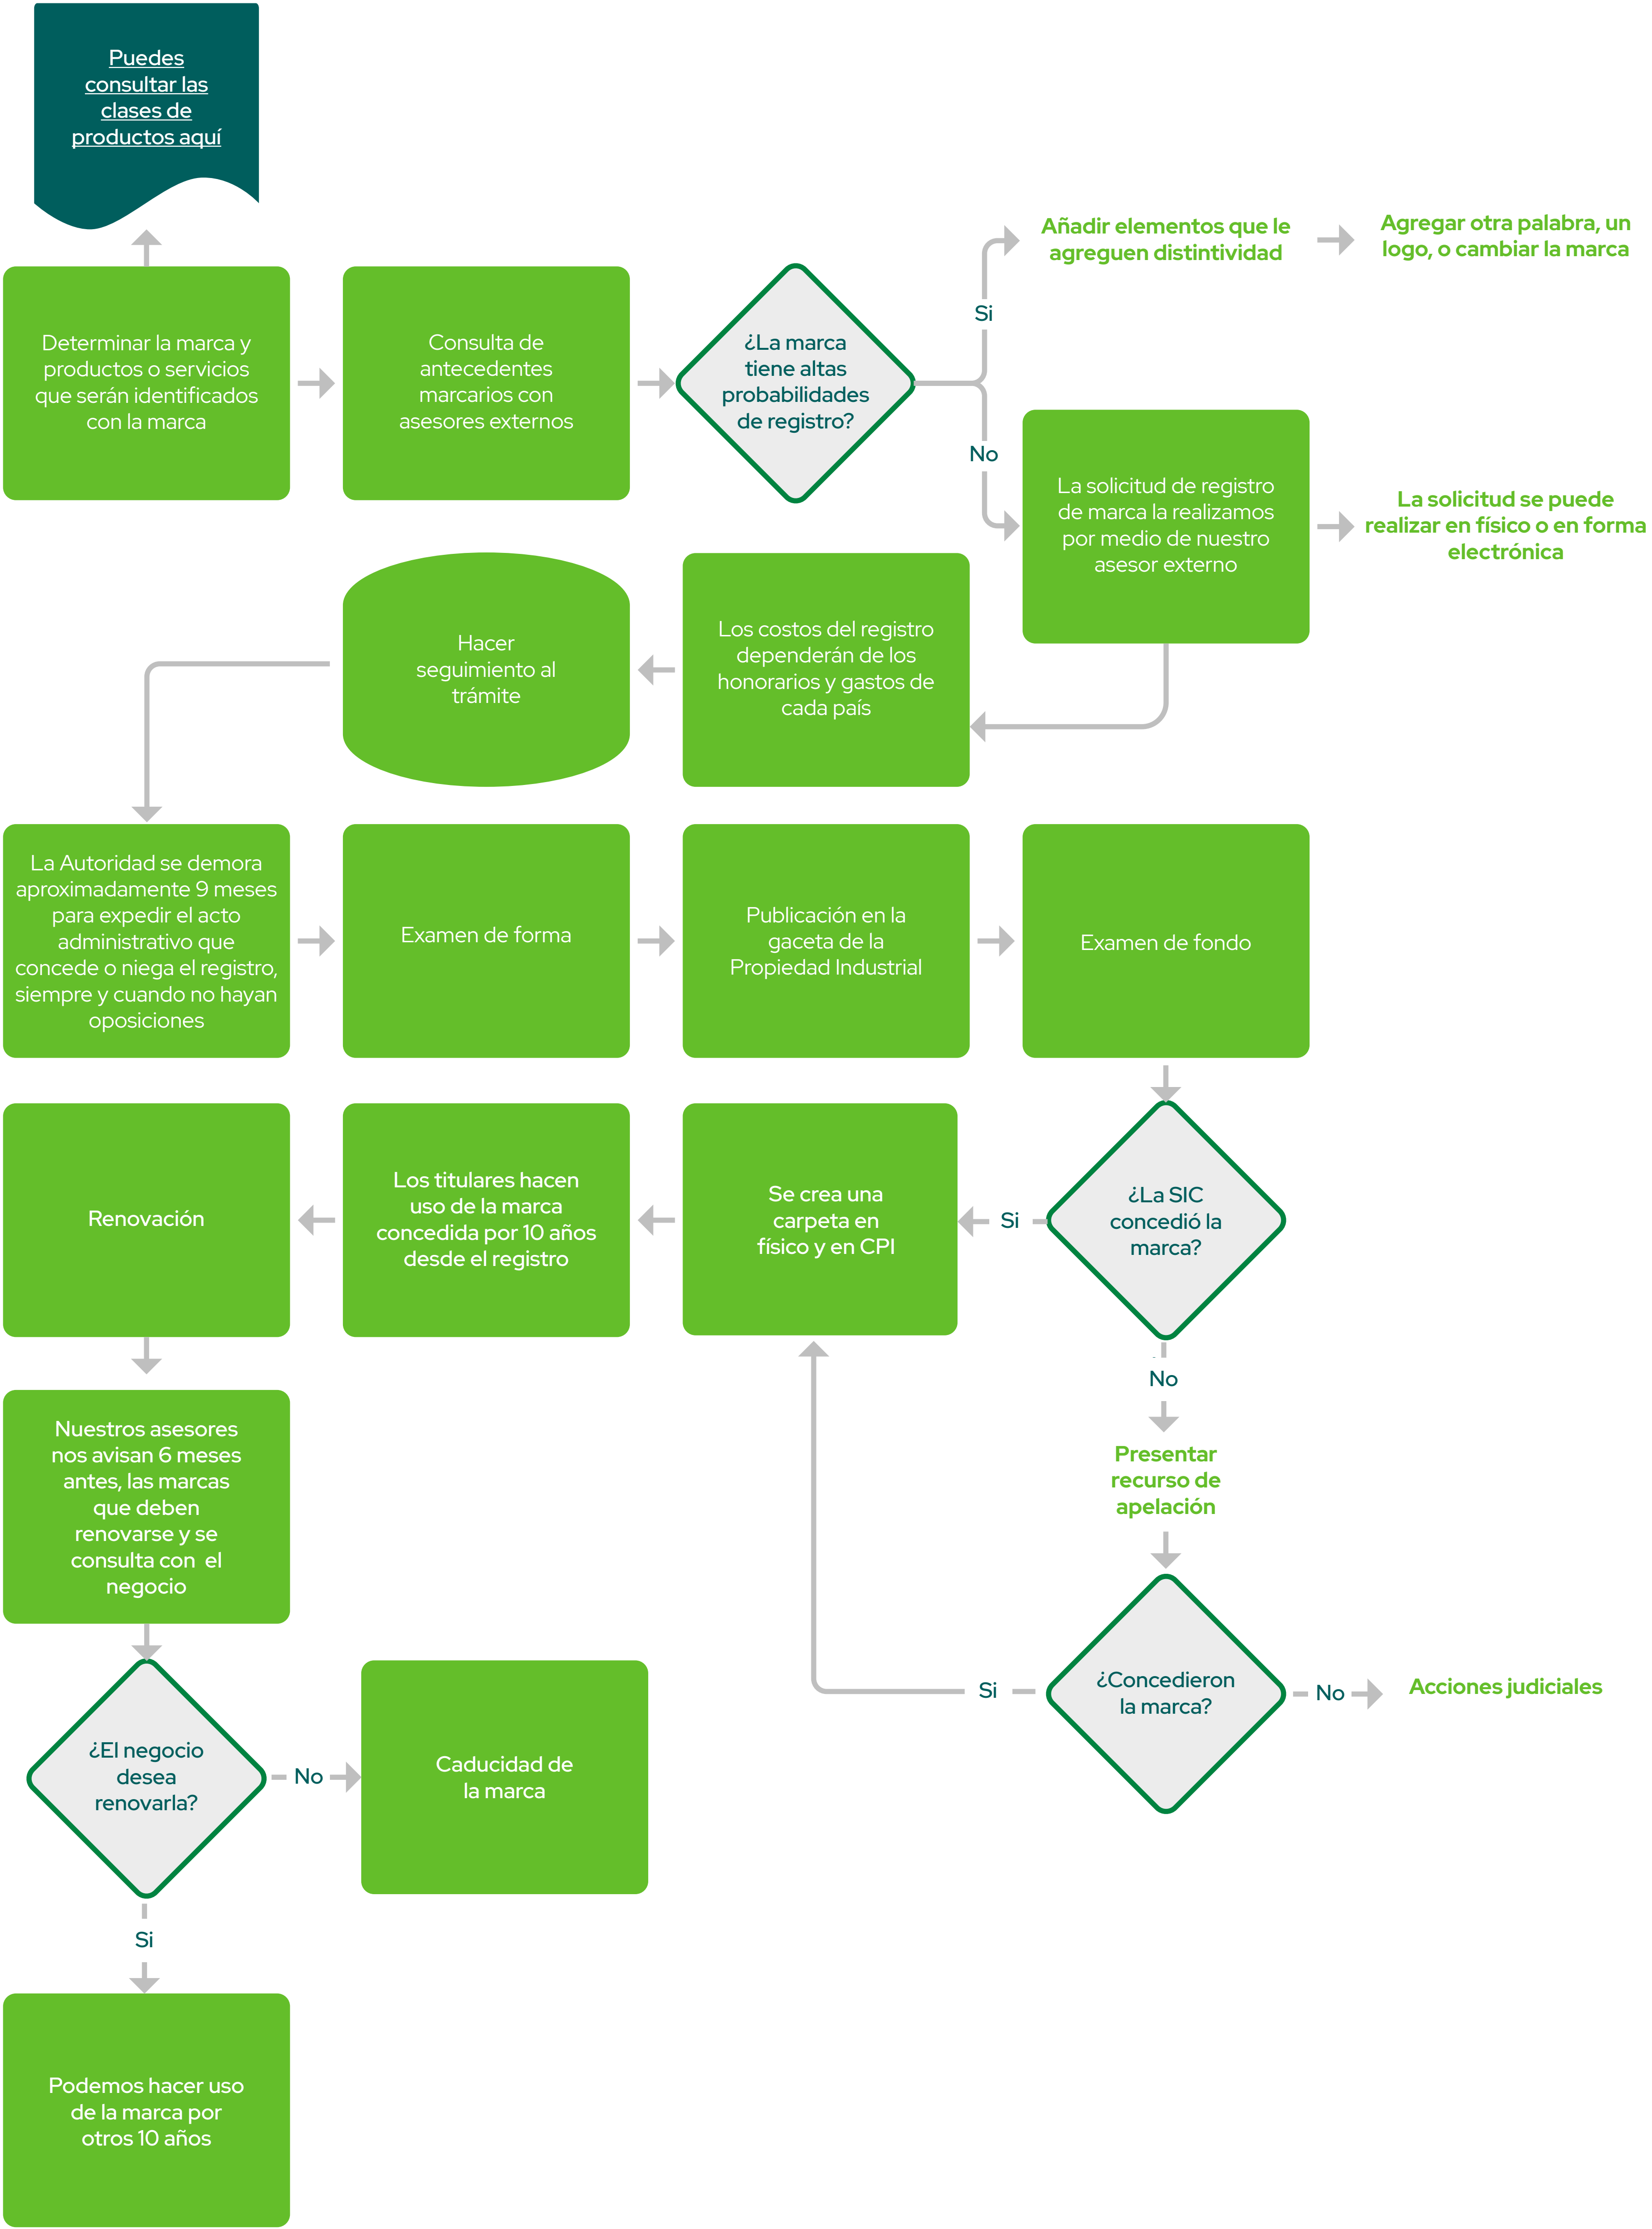 Puedes
consultar las
clases de
productos aquí
Determinar la marca y
productos o servicios
que serán identificados
con la marca
Consulta de
antecedentes
marcarios con
asesores externos
¿La marca
tiene altas
probabilidades
de registro?
Si
Añadir elementos que le
agreguen distintividad
Agregar otra palabra, un
logo, o cambiar la marca
No
La solicitud de registro
de marca la realizamos
por medio de nuestro
asesor externo
La solicitud se puede
realizar en físico o en forma
electrónica
Los costos del registro
dependerán de los
honorarios y gastos de
cada país
Hacer
seguimiento al
trámite
La Autoridad se demora
aproximadamente 9 meses
para expedir el acto
administrativo que
concede o niega el registro,
siempre y cuando no hayan
oposiciones
Examen de forma
Publicación en la
gaceta de la
Propiedad Industrial
Examen de fondo
¿La SIC
concedió la
marca?
Si
Se crea una
carpeta en
físico y en CPI
Los titulares hacen
uso de la marca
concedida por 10 años
desde el registro
Renovación
No
Presentar
recurso de
apelación
¿Concedieron
la marca?
Si
No
Acciones judiciales
Nuestros asesores
nos avisan 6 meses
antes, las marcas
que deben
renovarse y se
consulta con el
negocio
¿El negocio
desea
renovarla?
No
Caducidad de
la marca
Si
Podemos hacer uso
de la marca por
otros 10 años